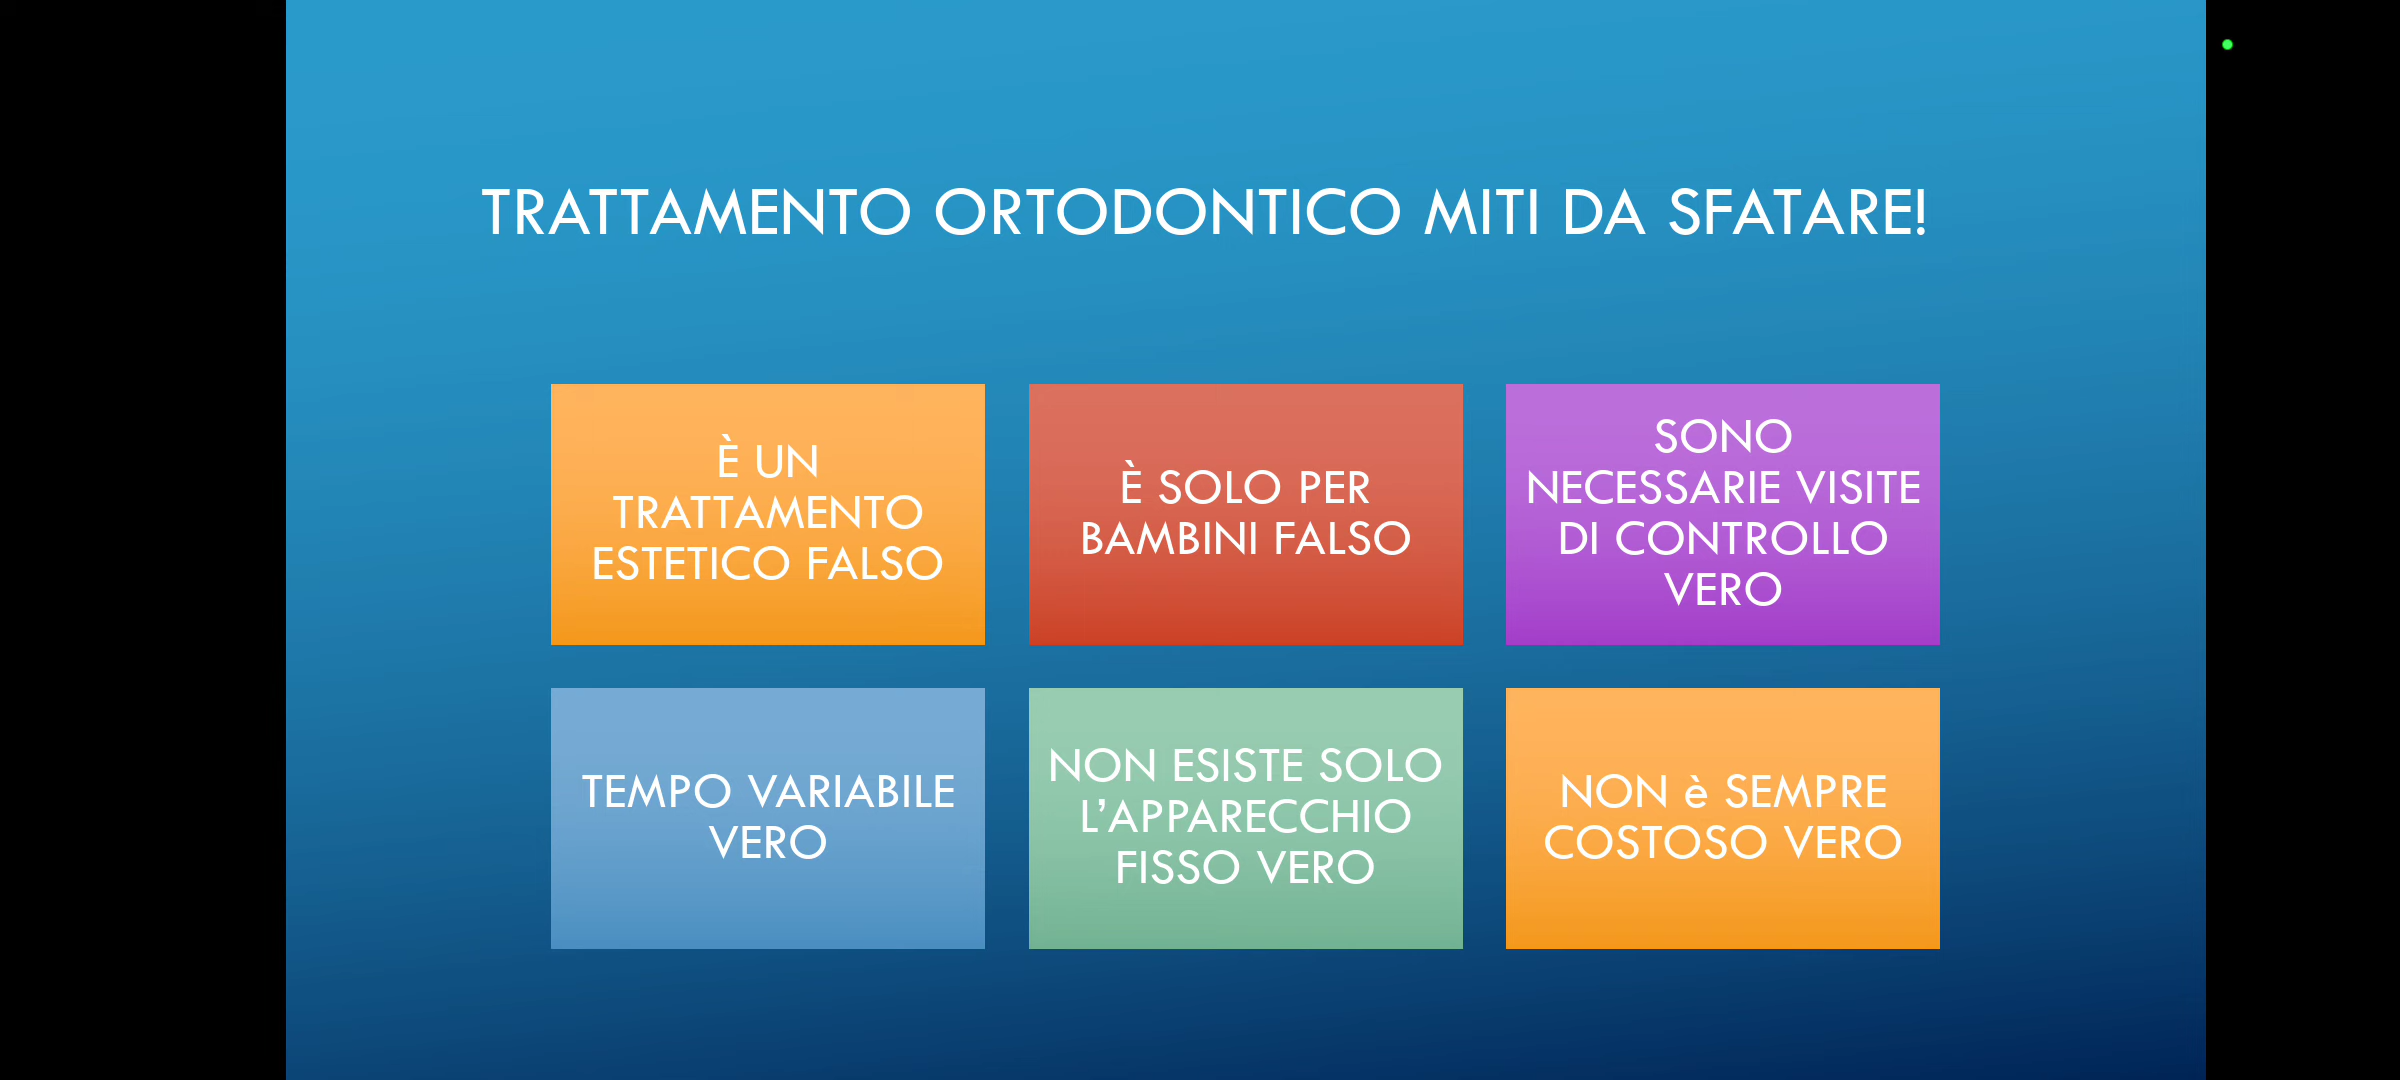 TRATTAMENTO ORTODONTICO MITI DA SFATARE!
È UN
TRATTAMENTO
ESTETICO FALSO
È SOLO PER
BAMBINI FALSO
SONO
NECESSARIE VISITE
DI CONTROLLO
VERO
TEMPO VARIABILE
VERO
NON ESISTE SOLO
L’APPARECCHIO
FISSO VERO
NON è SEMPRE
COSTOSO VERO